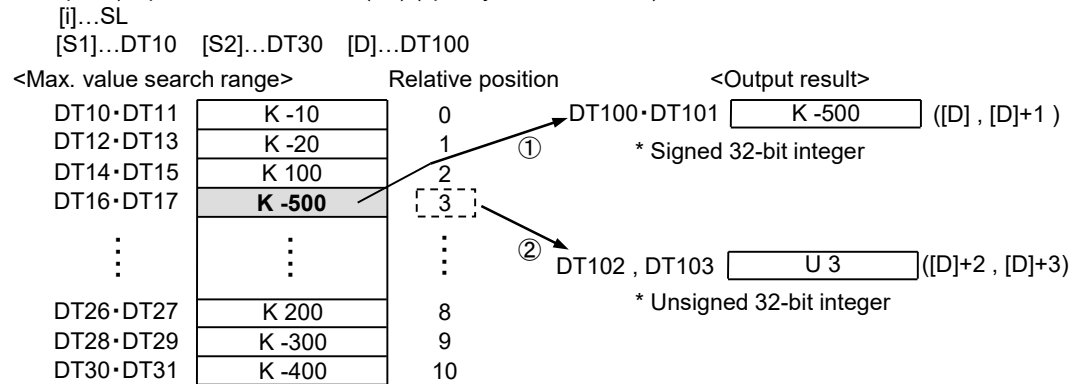 [i]…SL
[S1]…DT10 [S2]…DT30 [D]…DT100
<Max. value search range> Relative position <Output result>
DT10・DT11 K -10 0 DT100・DT101 K -500 ([D] , [D]+1 )
DT12・DT13 K -20 1 ① * Signed 32-bit integer
DT14・DT15 K 100 2
DT16・DT17 K -500 3
② DT102 , DT103 U 3 ([D]+2 , [D]+3)
* Unsigned 32-bit integer
DT26・DT27 K 200 8
DT28・DT29 K -300 9
DT30・DT31 K -400 10